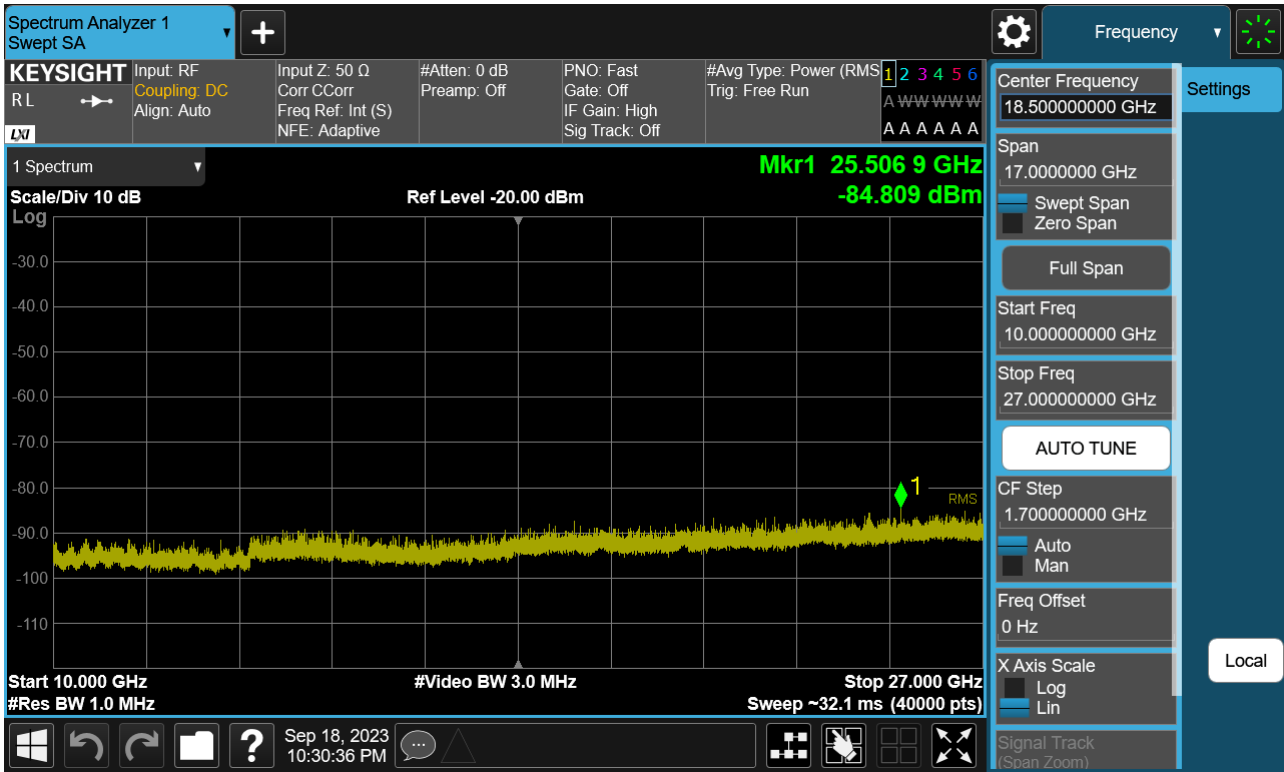 Spectrum Analyzer 1
Swept SA
+
Frequency
KEYSIGHT
RL
LXI
Input: RF
Coupling: DC
Align: Auto
Input Z: 50 Ω
Corr CCorr
Freq Ref: Int (S)
NFE: Adaptive
#Atten: 0 dB
Preamp: Off
PNO: Fast
Gate: Off
IF Gain: High
Sig Track: Off
#Avg Type: Power (RMS
Trig: Free Run
1 2 3 4 5 6
A W W W W W
A A A A A A
1 Spectrum
Mkr1 25.506 9 GHz
-84.809 dBm
Scale/Div 10 dB
Ref Level -20.00 dBm
Log
-30.0
-40.0
-50.0
-60.0
-70.0
-80.0
-90.0
-100
-110
1
RMS
Start 10.000 GHz
#Video BW 3.0 MHz
Stop 27.000 GHz
#Res BW 1.0 MHz
Sweep ~32.1 ms (40000 pts)
Center Frequency
18.500000000 GHz
Span
17.0000000 GHz
Swept Span
Zero Span
Full Span
Start Freq
10.000000000 GHz
Stop Freq
27.000000000 GHz
AUTO TUNE
CF Step
1.700000000 GHz
Auto
Man
Freq Offset
0 Hz
X Axis Scale
Log
Lin
Signal Track
(Span Zoom)
Settings
Local
?
Sep 18, 2023
10:30:36 PM